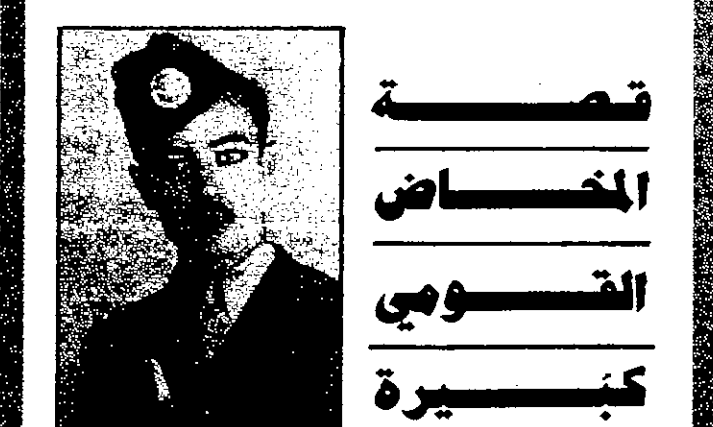 قصة
المخاض
القومي
كبيرة